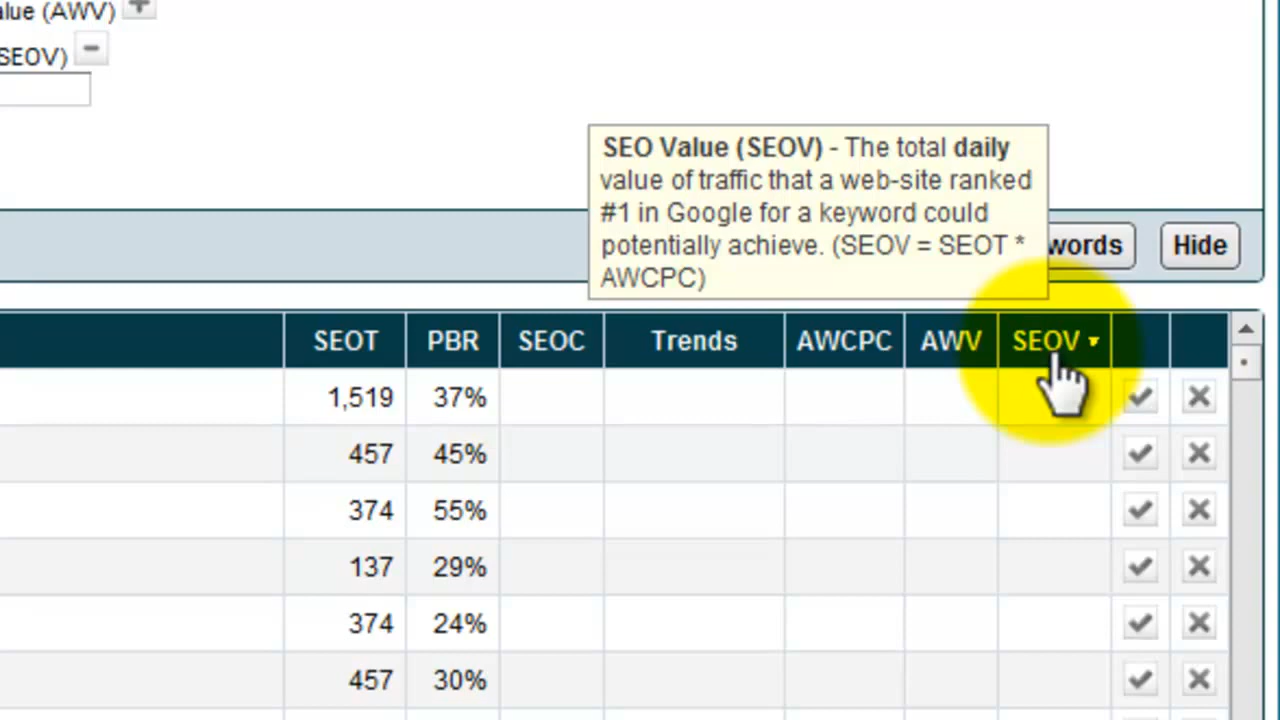 alue (AWV)
SEOV)
SEO Value (SEOV) - The total daily
value of traffic that a web-site ranked
#1 in Google for a keyword could
potentially achieve. (SEOV = SEOT *
AWCPC)
words Hide
SEOT PBR SEOC Trends AWCPC AWV SEOV
1,519 37%
457 45%
374 55%
137 29%
374 24%
457 30%